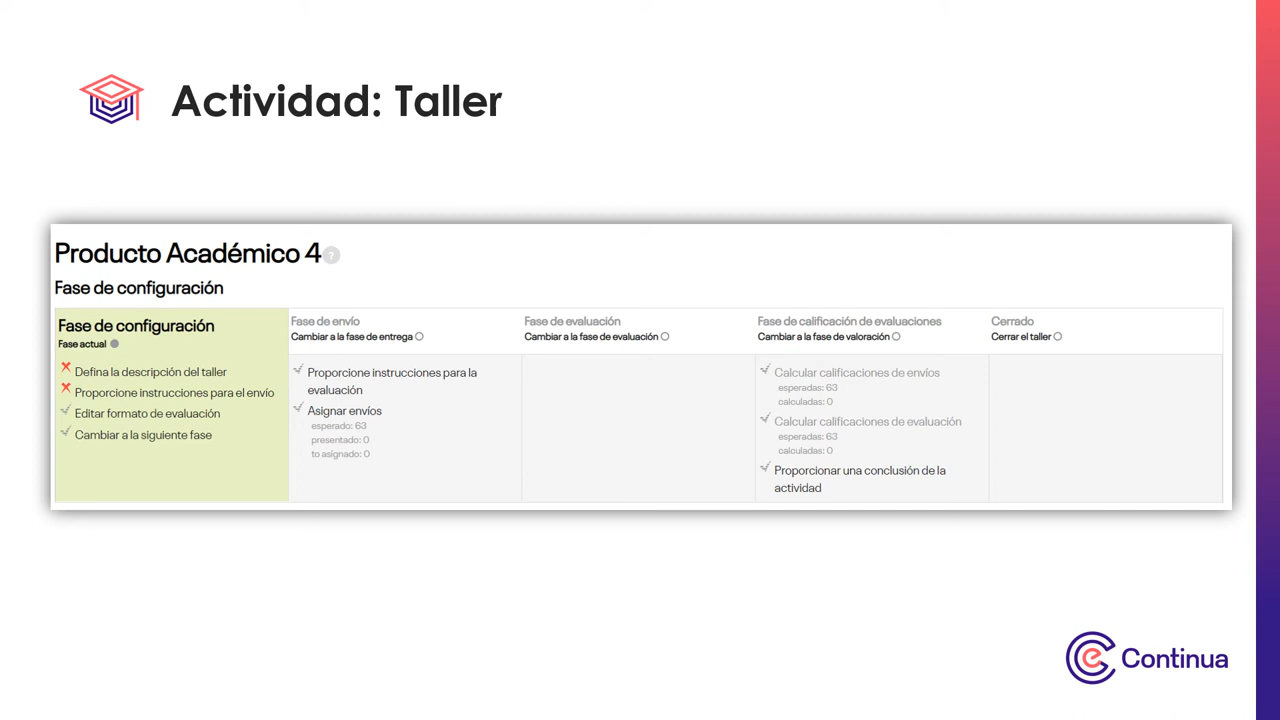 Actividad: Taller
Producto Académico 4 ?
Fase de configuración
Fase de configuración
Fase actual
Defina la descripción del taller
Proporcione instrucciones para el envío
Editar formato de evaluación
Cambiar a la siguiente fase
Fase de envío
Cambiar a la fase de entrega
Proporcione instrucciones para la
evaluación
Asignar envíos
esperado: 63
presentado: 0
to asignado: 0
Fase de evaluación
Cambiar a la fase de evaluación
Fase de calificación de evaluaciones
Cambiar a la fase de valoración
Calcular calificaciones de envíos
esperadas: 63
calculadas: 0
Calcular calificaciones de evaluación
esperadas: 63
calculadas: 0
Proporcionar una conclusión de la
actividad
Cerrado
Cerrar el taller
e Continua